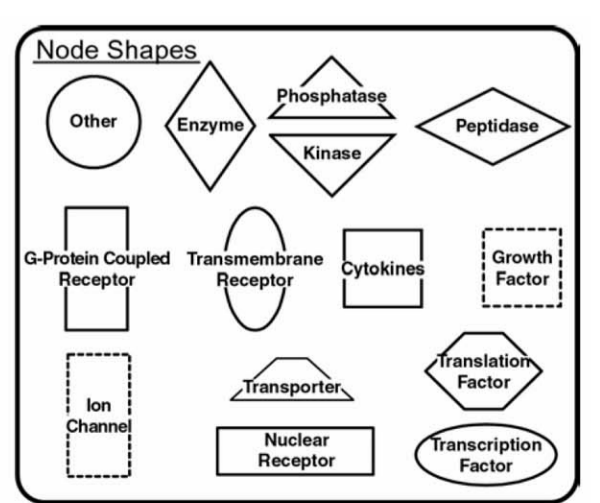 Node Shapes
Other
Enzyme
Phosphatase
Kinase
Peptidase
G-Protein Coupled
Receptor
Transmembrane
Receptor
Cytokines
Growth
Factor
Ion
Channel
Transporter
Translation
Factor
Nuclear
Receptor
Transcription
Factor